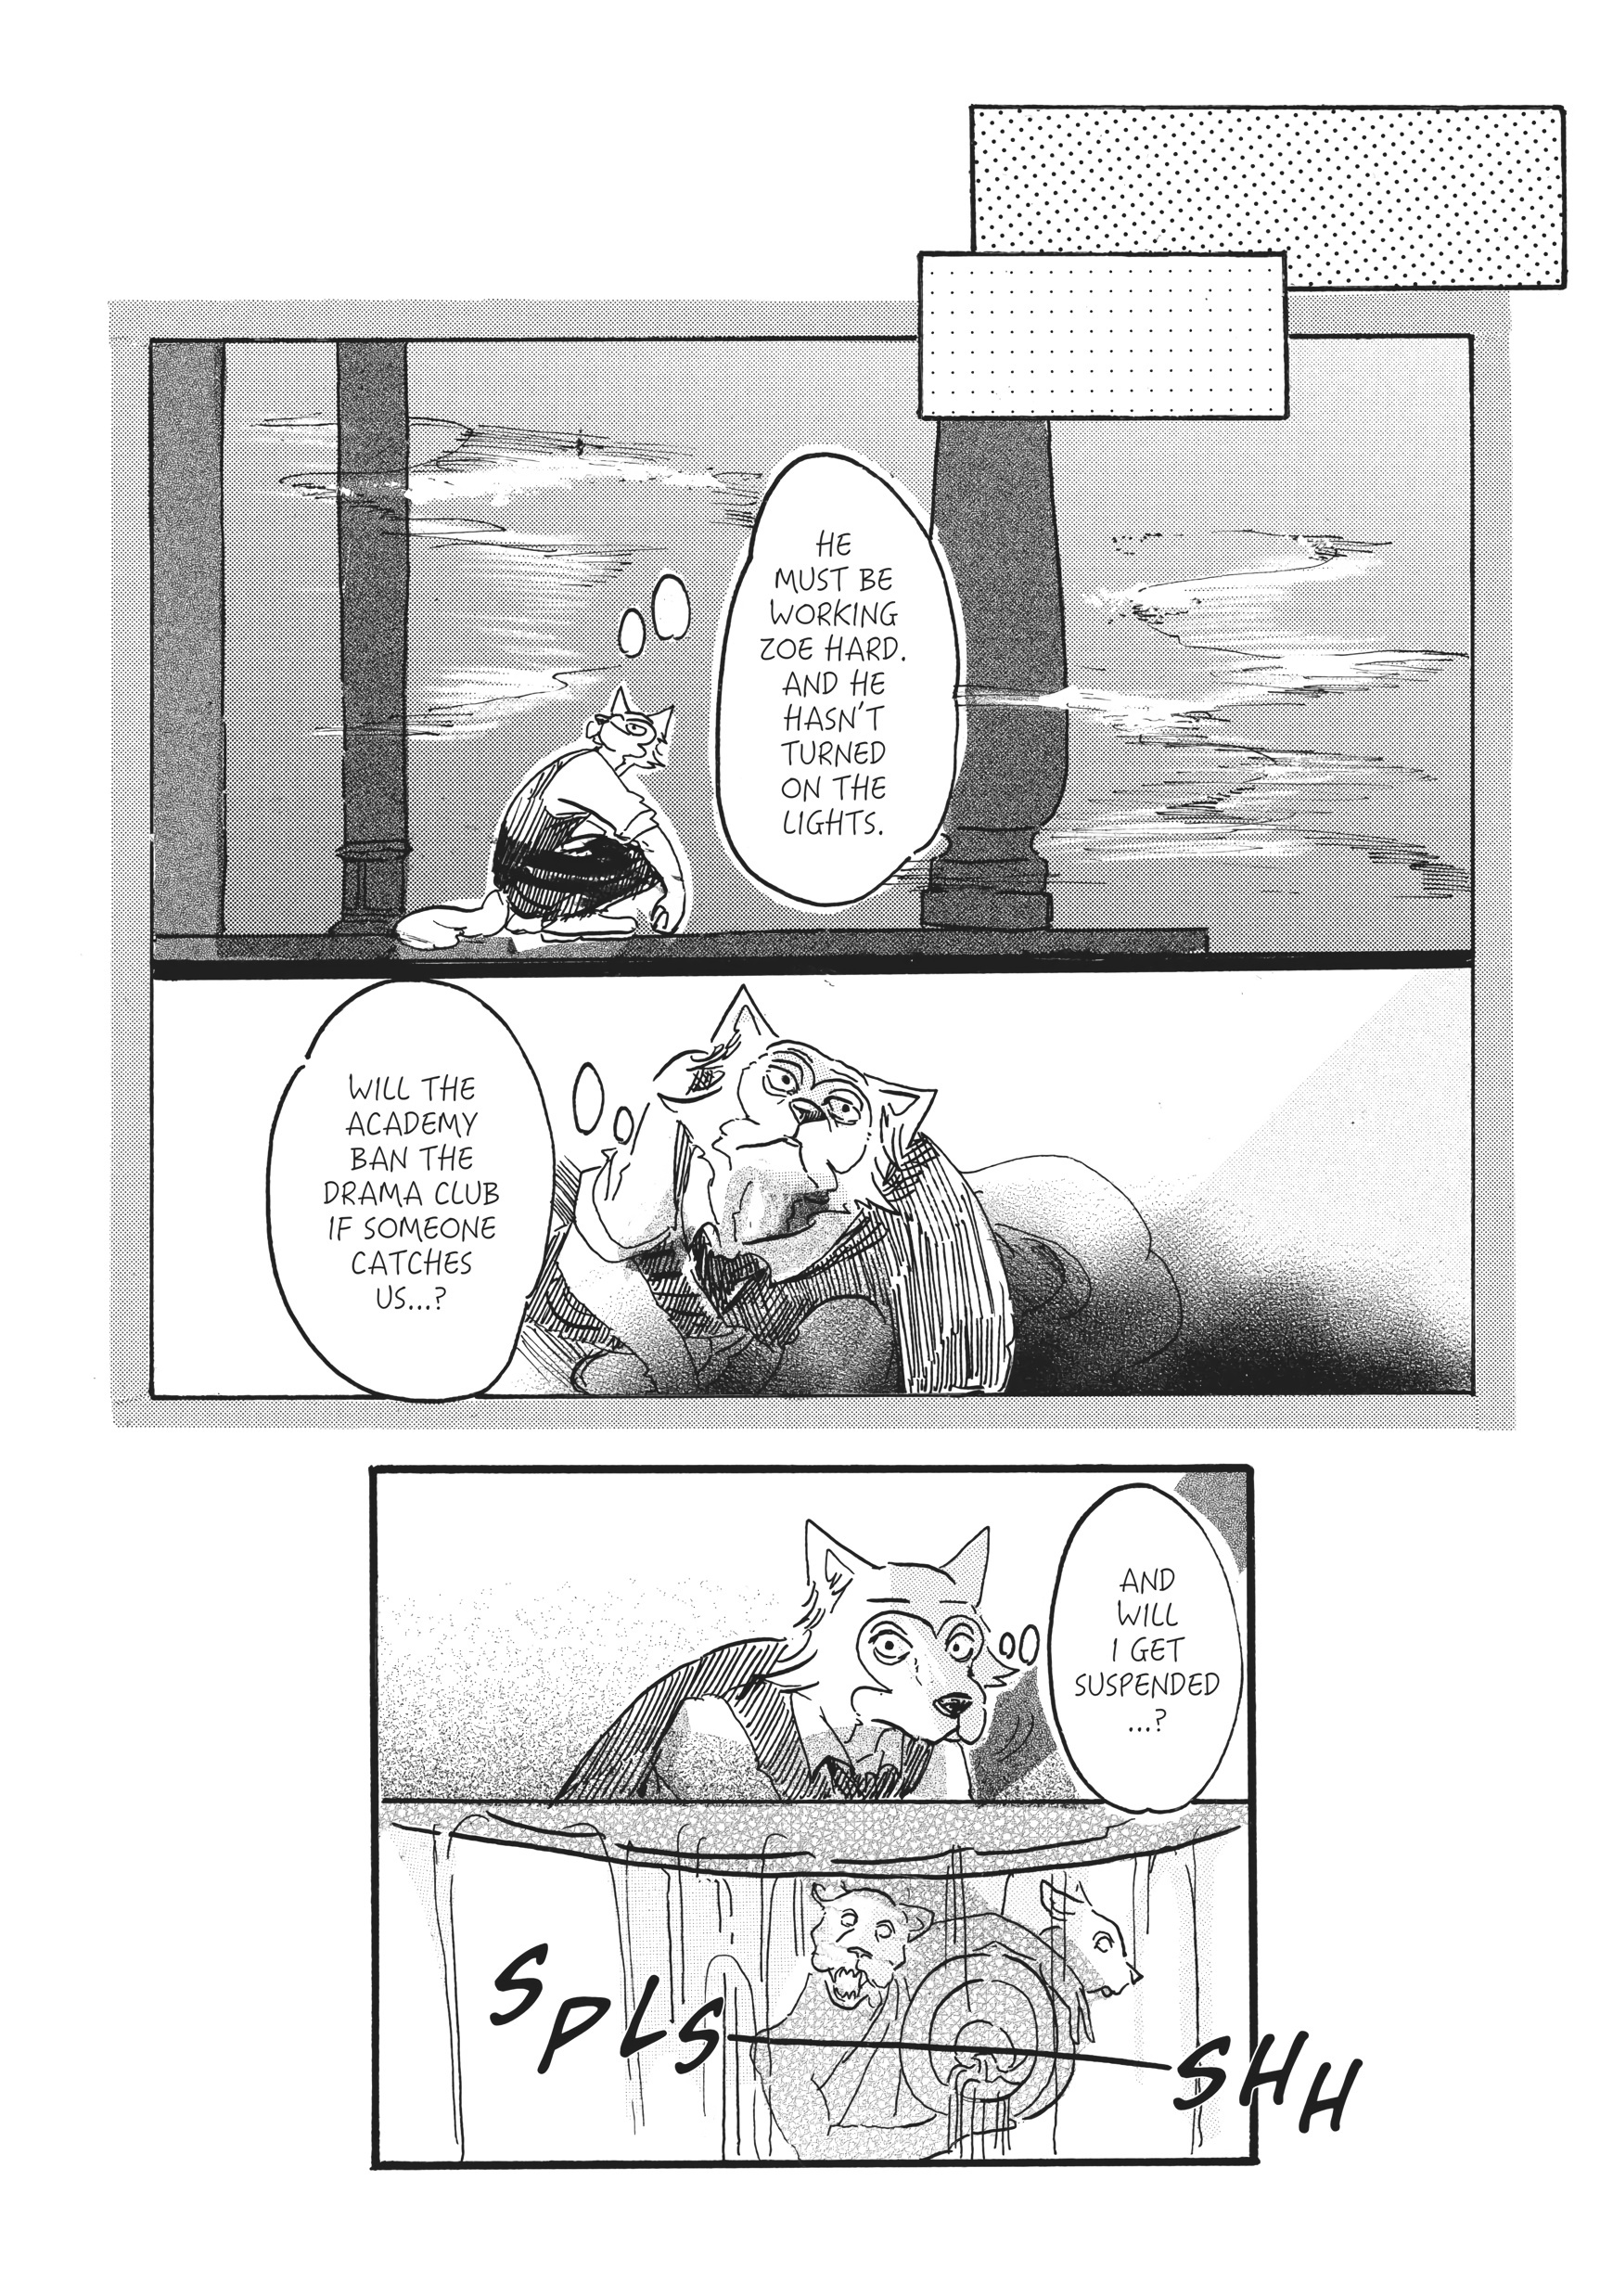 HE
MUST BE
WORKING
ZOE HARD.
AND HE
HASN'T
TURNED
ON THE
LIGHTS.
WILL THE
ACADEMY
BAN THE
DRAMA CLUB
IF SOMEONE
CATCHES
US...?
AND
WILL
I GET
SUSPENDED
...?
SPLS—SHH